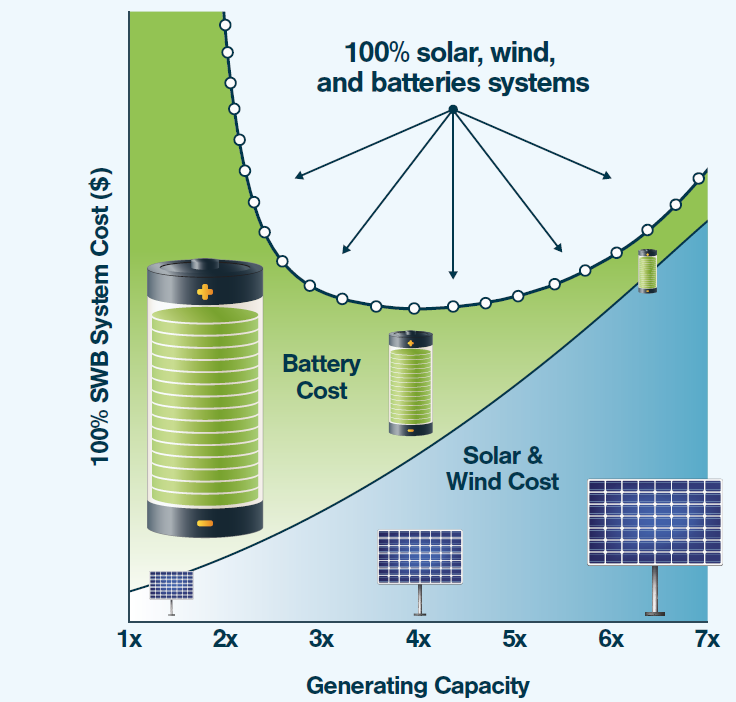 100% solar, wind,
and batteries systems
100% SWB System Cost ($)
Battery
Cost
Solar &
Wind Cost
1x 2x 3x 4x 5x 6x 7x
Generating Capacity